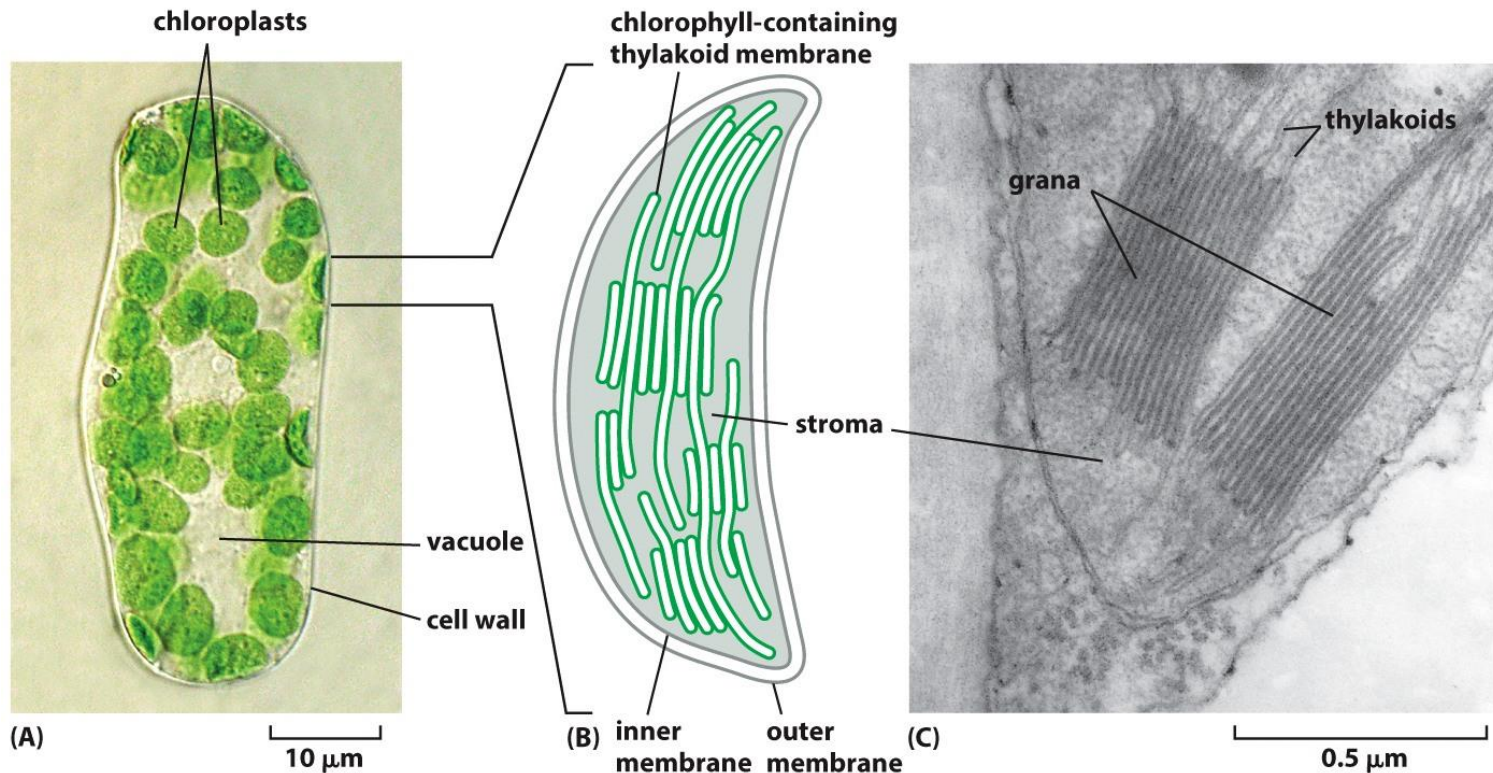 chloroplasts
chlorophyll-containing
thylakoid membrane
thylakoids
grana
stroma
vacuole
cell wall
(A)
10 μm
(B)
inner
membrane
outer
membrane
(C)
0.5 μm